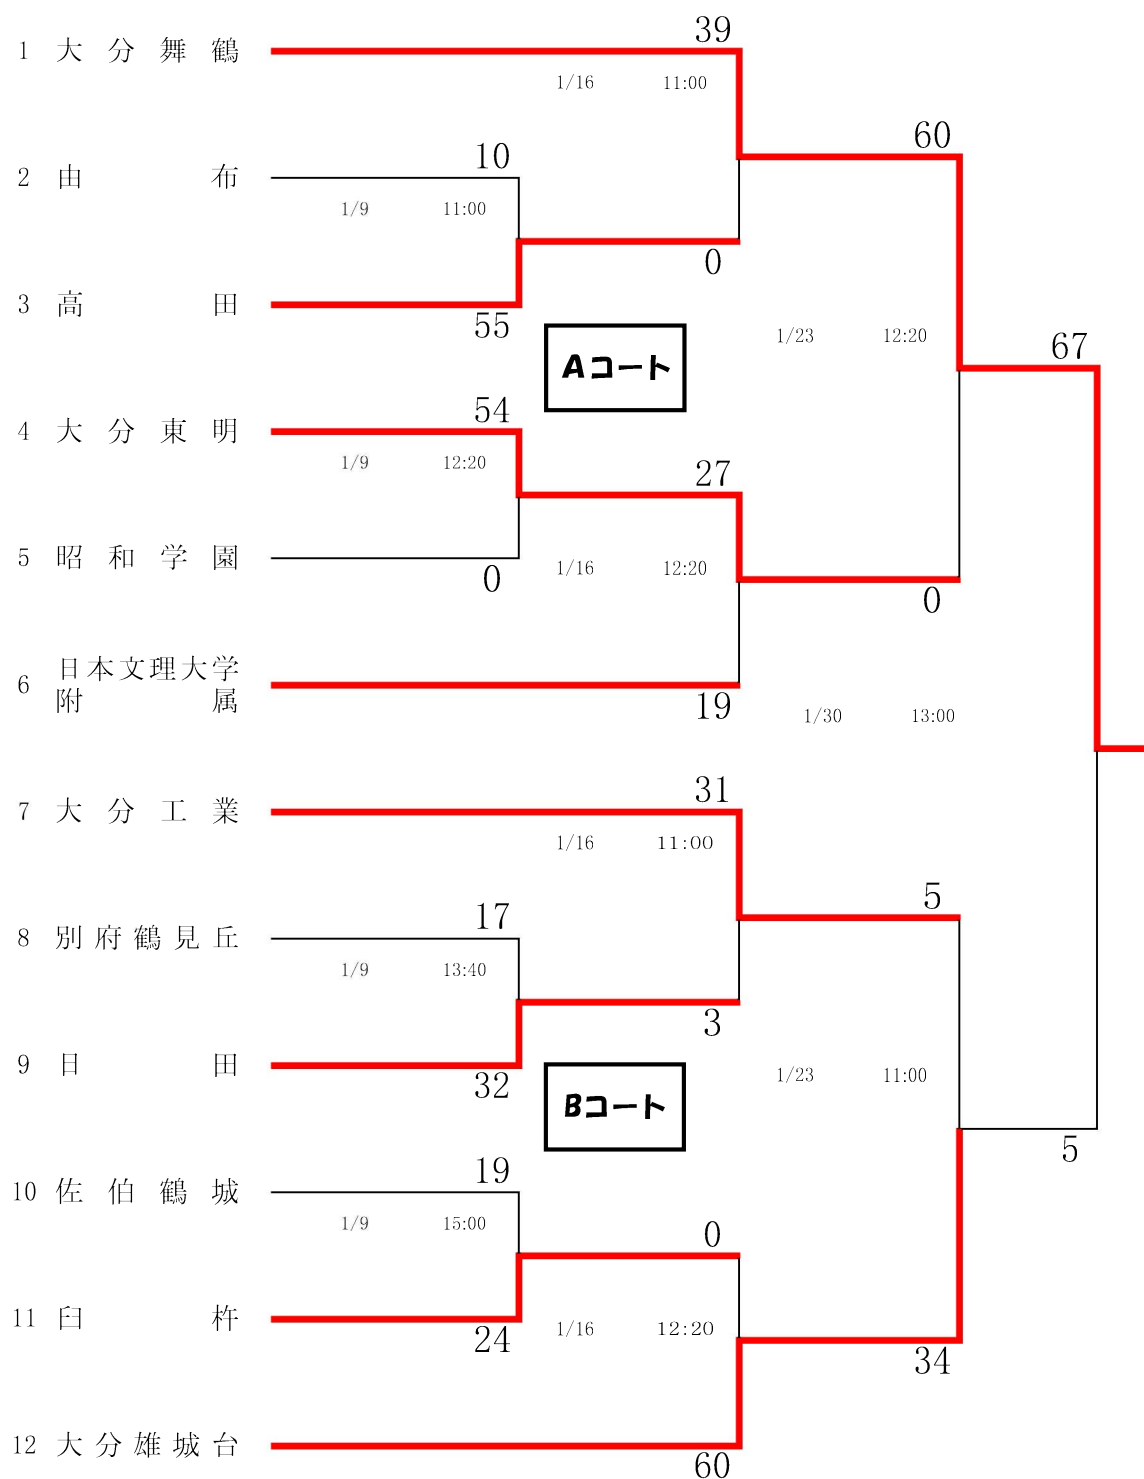 39
1 大分舞鶴
1/16 11:00
60
10
2 由布
1/9 11:00
0
3 高田
55
1/23 12:20
67
Aコート
54
4 大分東明
1/9 12:20
27
5 昭和学園
0
1/16 12:20
0
日本文理大学
6
附属
19
1/30 13:00
31
7 大分工業
1/16 11:00
5
17
8 別府鶴見丘
1/9 13:40
3
9 日田
32
1/23 11:00
Bコート
5
19
10 佐伯鶴城
1/9 15:00
0
11 臼杵
24
1/16 12:20
34
12 大分雄城台
60